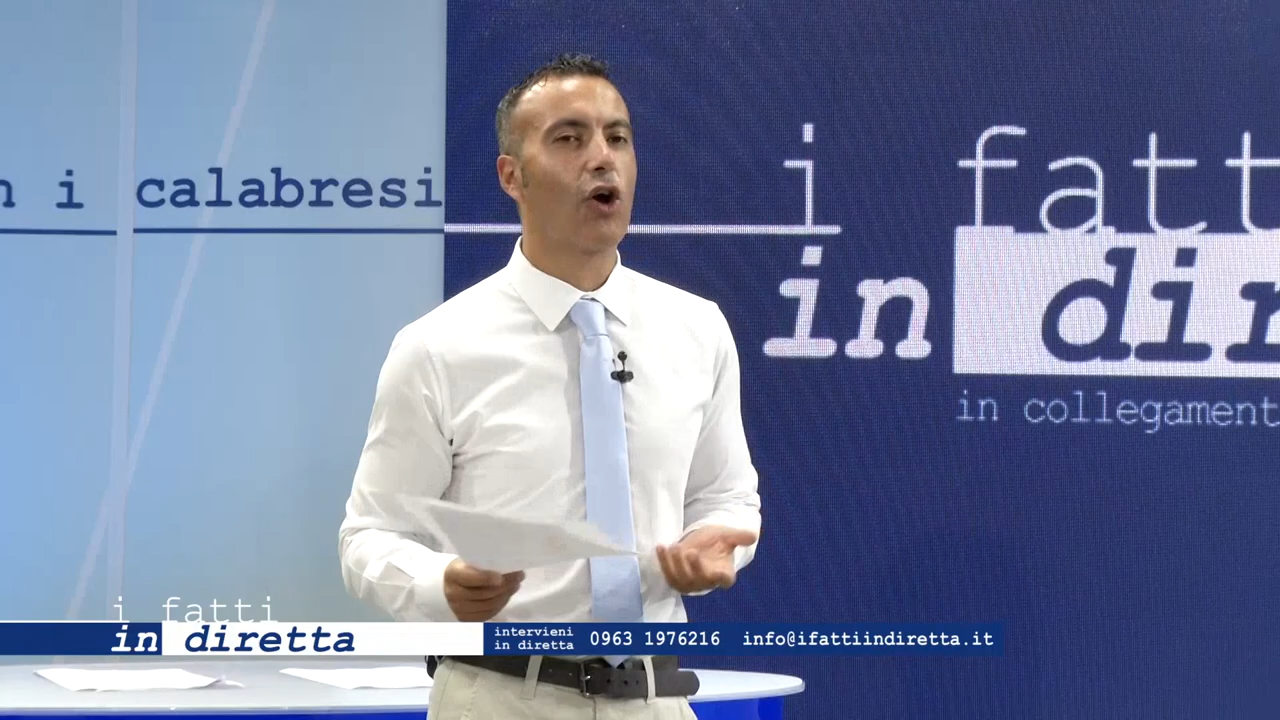 n i calabresi
i fatt
in dir
in collegament
i fatti
in diretta
intervieni
in diretta
0963 1976216 info@ifattiindiretta.it